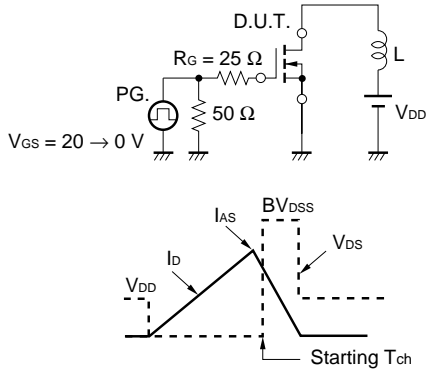 D.U.T.
RG = 25 Ω
L
PG.
50 Ω
VDD
VGS = 20 → 0 V
BVDSS
IAS
ID
VDS
VDD
Starting Tch